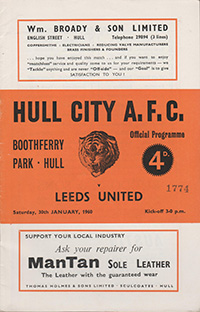 Wm. BROADY & SON LIMITED
ENGLISH STREET · HULL Telephone 29894 (3 lines)
COPPERSMITHS · ELECTRICIANS · REDUCING VALVE MANUFACTURERS
BRASS FINISHERS & FOUNDERS
. . . hope you have enjoyed this match . . . and if you want to enjoy
"matchless" service and quality come to us for your requirements — we
"Tackle" anything and are never "Offside" — and our "Goal" is to give
SATISFACTION TO YOU !
HULL CITY A.F.C.
Official Programme
BOOTHFERRY
PARK · HULL
4D.
v
1774
LEEDS UNITED
Saturday, 30th JANUARY, 1960 Kick-off 3-0 p.m.
SUPPORT YOUR LOCAL INDUSTRY
Ask your repairer for
ManTan SOLE LEATHER
The Leather with the guaranteed wear
THOMAS HOLMES & SONS LIMITED : SCULCOATES : HULL